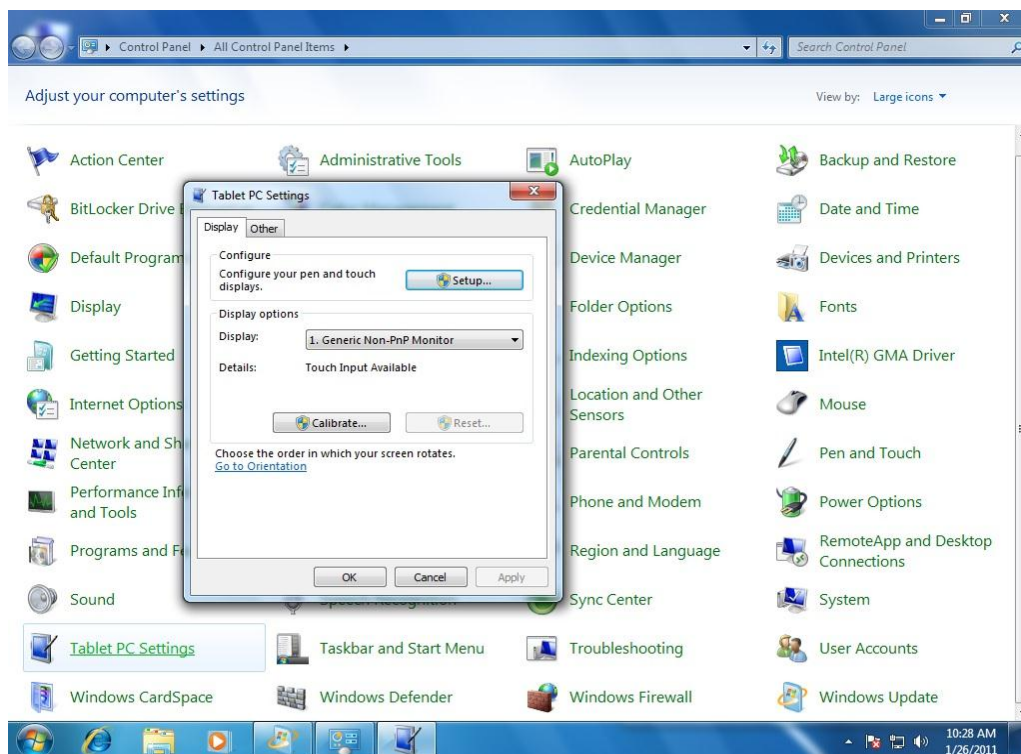 Control Panel ▸ All Control Panel Items ▸
Search Control Panel
Adjust your computer's settings
View by: Large icons
Action Center
Administrative Tools
AutoPlay
Backup and Restore
BitLocker Drive
Credential Manager
Date and Time
Default Program
Device Manager
Devices and Printers
Display
Folder Options
Fonts
Getting Started
Indexing Options
Intel(R) GMA Driver
Internet Options
Location and Other
Sensors
Mouse
Network and Sh
Center
Parental Controls
Pen and Touch
Performance Inf
and Tools
Phone and Modem
Power Options
Programs and Fe
Region and Language
RemoteApp and Desktop
Connections
Sound
Speech Recognition
Sync Center
System
Tablet PC Settings
Taskbar and Start Menu
Troubleshooting
User Accounts
Windows CardSpace
Windows Defender
Windows Firewall
Windows Update
Tablet PC Settings
Display
Other
Configure
Configure your pen and touch
displays.
Setup...
Display options
Display:
1. Generic Non-PnP Monitor
Details:
Touch Input Available
Calibrate...
Reset...
Choose the order in which your screen rotates.
Go to Orientation
OK
Cancel
Apply
10:28 AM
1/26/2011